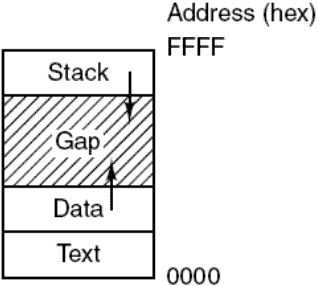 Address (hex)
FFFF
Stack
Gap
Data
Text
0000